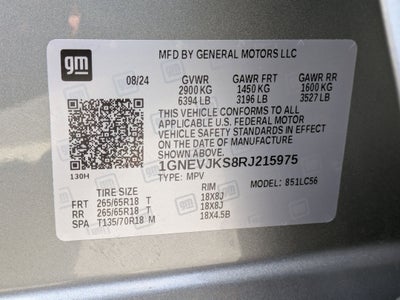 gm
MFD BY GENERAL MOTORS LLC
08/24 GVWR GAWR FRT GAWR RR
2900 KG 1450 KG 1600 KG
6394 LB 3196 LB 3527 LB
THIS VEHICLE CONFORMS TO ALL
APPLICABLE U.S. FEDERAL MOTOR
VEHICLE SAFETY STANDARDS IN EFFECT ON
THE DATE OF MANUFACTURE SHOWN ABOVE.
1GNEVJKS8RJ215975
130H
TYPE: MPV MODEL: 851LC56
TIRE SIZE RIM
FRT 265/65R18 T 18X8J
RR 265/65R18 T 18X8J
SPA T135/70R18 M 18X4.5B